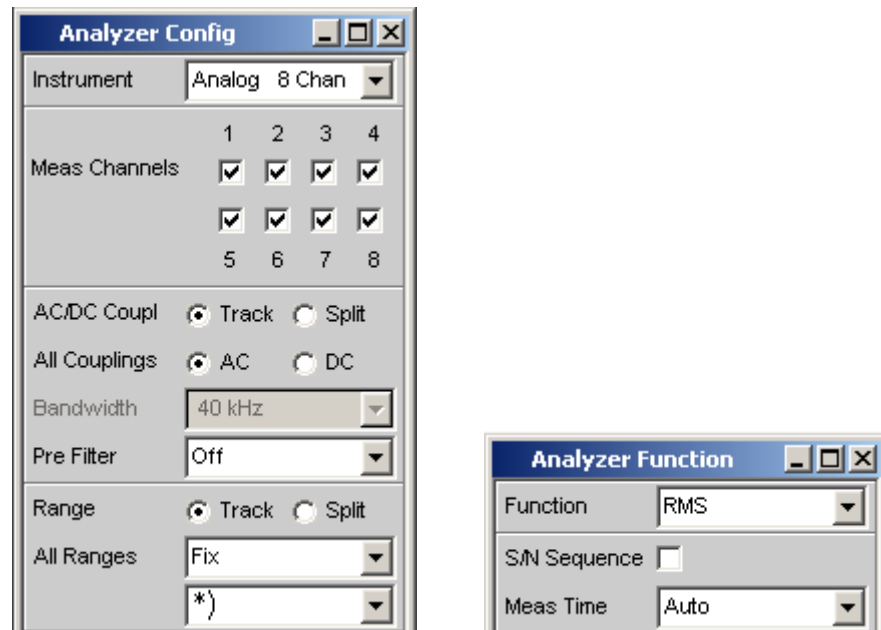 Analyzer Config
Instrument Analog 8 Chan
1 2 3 4
Meas Channels
5 6 7 8
AC/DC Coupl Track Split
All Couplings AC DC
Bandwidth 40 kHz
Pre Filter Off
Range Track Split
All Ranges Fix
*)
Analyzer Function
Function RMS
S/N Sequence
Meas Time Auto